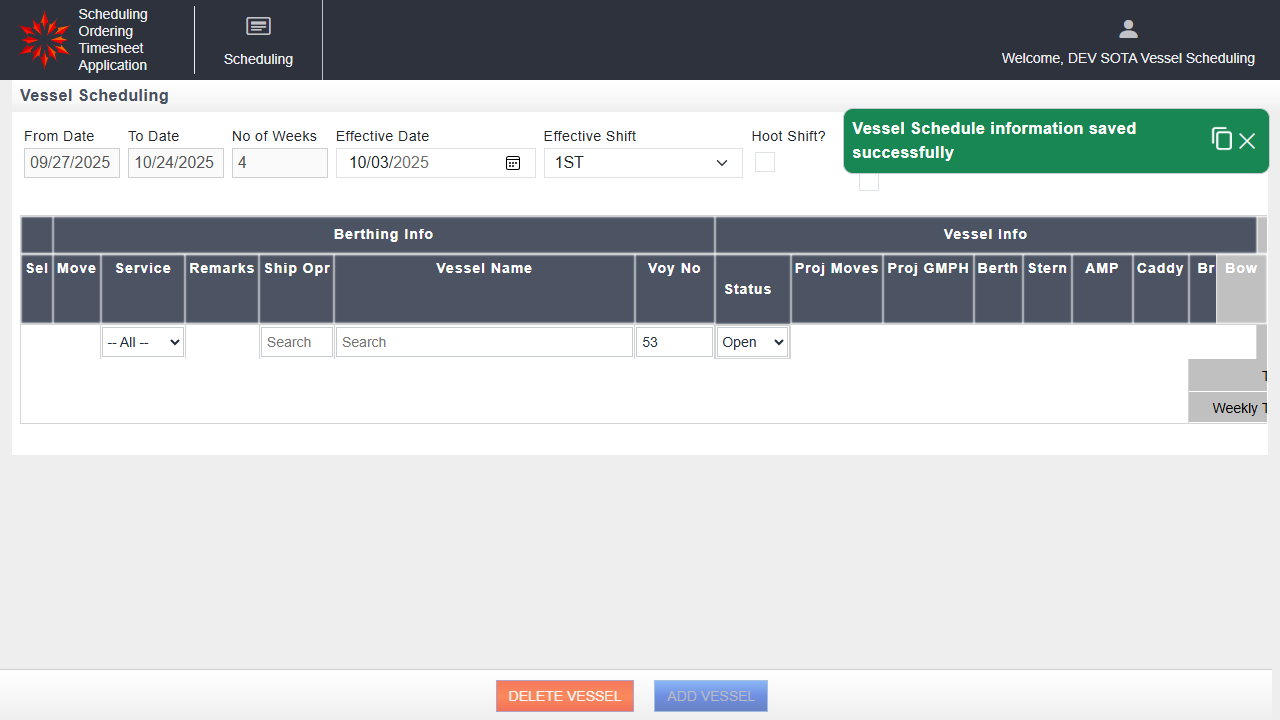 Scheduling
Ordering
Timesheet
Application
Scheduling
Welcome, DEV SOTA Vessel Scheduling
Vessel Scheduling
Vessel Schedule information saved
successfully
From Date To Date No of Weeks Effective Date Effective Shift Hoot Shift?
09/27/2025 10/24/2025 4 10/03/2025 1ST
Berthing Info Vessel Info
Sel Move Service Remarks Ship Opr Vessel Name Voy No Status Proj Moves Proj GMPH Berth Stern AMP Caddy Br Bow
-- All -- Search Search 53 Open
T
Weekly T
DELETE VESSEL ADD VESSEL